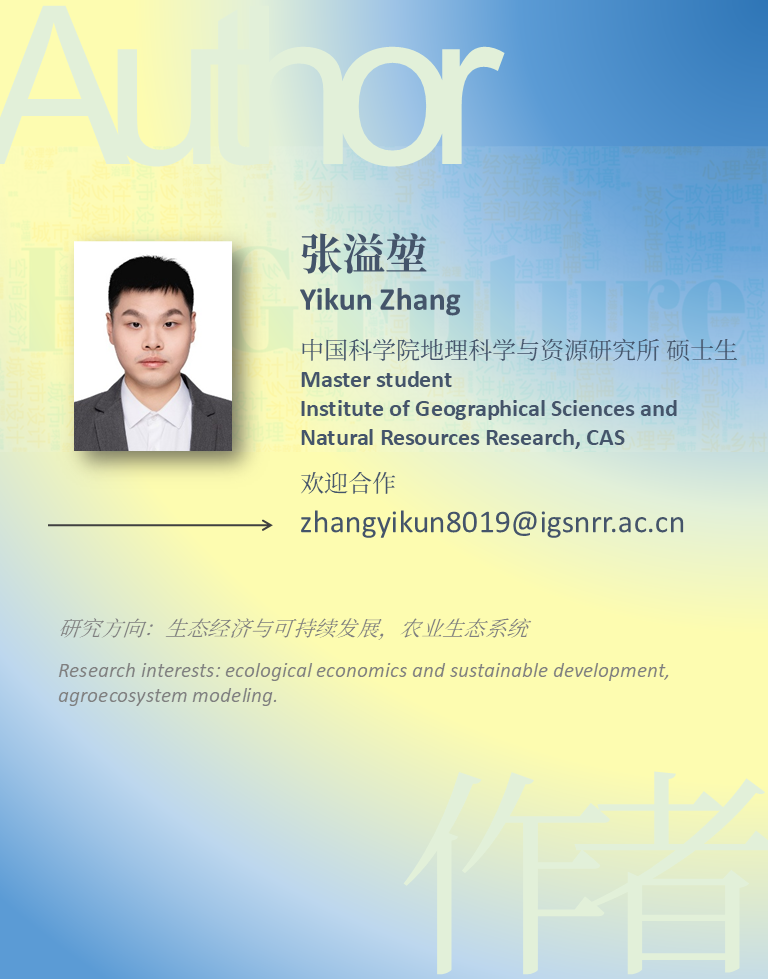 Author
张溢堃
Yikun Zhang
中国科学院地理科学与资源研究所 硕士生
Master student
Institute of Geographical Sciences and
Natural Resources Research, CAS
欢迎合作
zhangyikun8019@igsnrr.ac.cn
研究方向：生态经济与可持续发展，农业生态系统
Research interests: ecological economics and sustainable development,
agroecosystem modeling.
作者